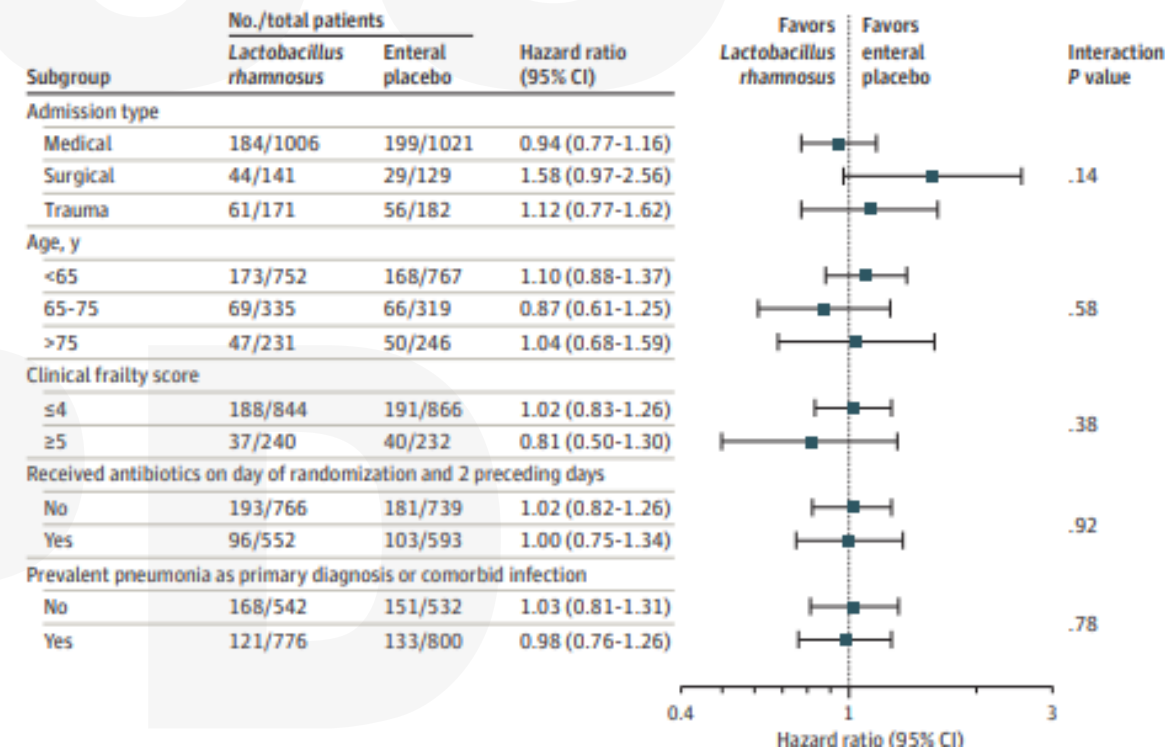 No./total patients
Favors Favors
Lactobacillus Enteral Hazard ratio Lactobacillus enteral Interaction
Subgroup rhamnosus placebo (95% CI) rhamnosus placebo P value
Admission type
Medical 184/1006 199/1021 0.94 (0.77-1.16)
Surgical 44/141 29/129 1.58 (0.97-2.56) .14
Trauma 61/171 56/182 1.12 (0.77-1.62)
Age, y
<65 173/752 168/767 1.10 (0.88-1.37)
65-75 69/335 66/319 0.87 (0.61-1.25) .58
>75 47/231 50/246 1.04 (0.68-1.59)
Clinical frailty score
≤4 188/844 191/866 1.02 (0.83-1.26)
.38
≥5 37/240 40/232 0.81 (0.50-1.30)
Received antibiotics on day of randomization and 2 preceding days
No 193/766 181/739 1.02 (0.82-1.26)
.92
Yes 96/552 103/593 1.00 (0.75-1.34)
Prevalent pneumonia as primary diagnosis or comorbid infection
No 168/542 151/532 1.03 (0.81-1.31)
.78
Yes 121/776 133/800 0.98 (0.76-1.26)
0.4 1 3
Hazard ratio (95% CI)